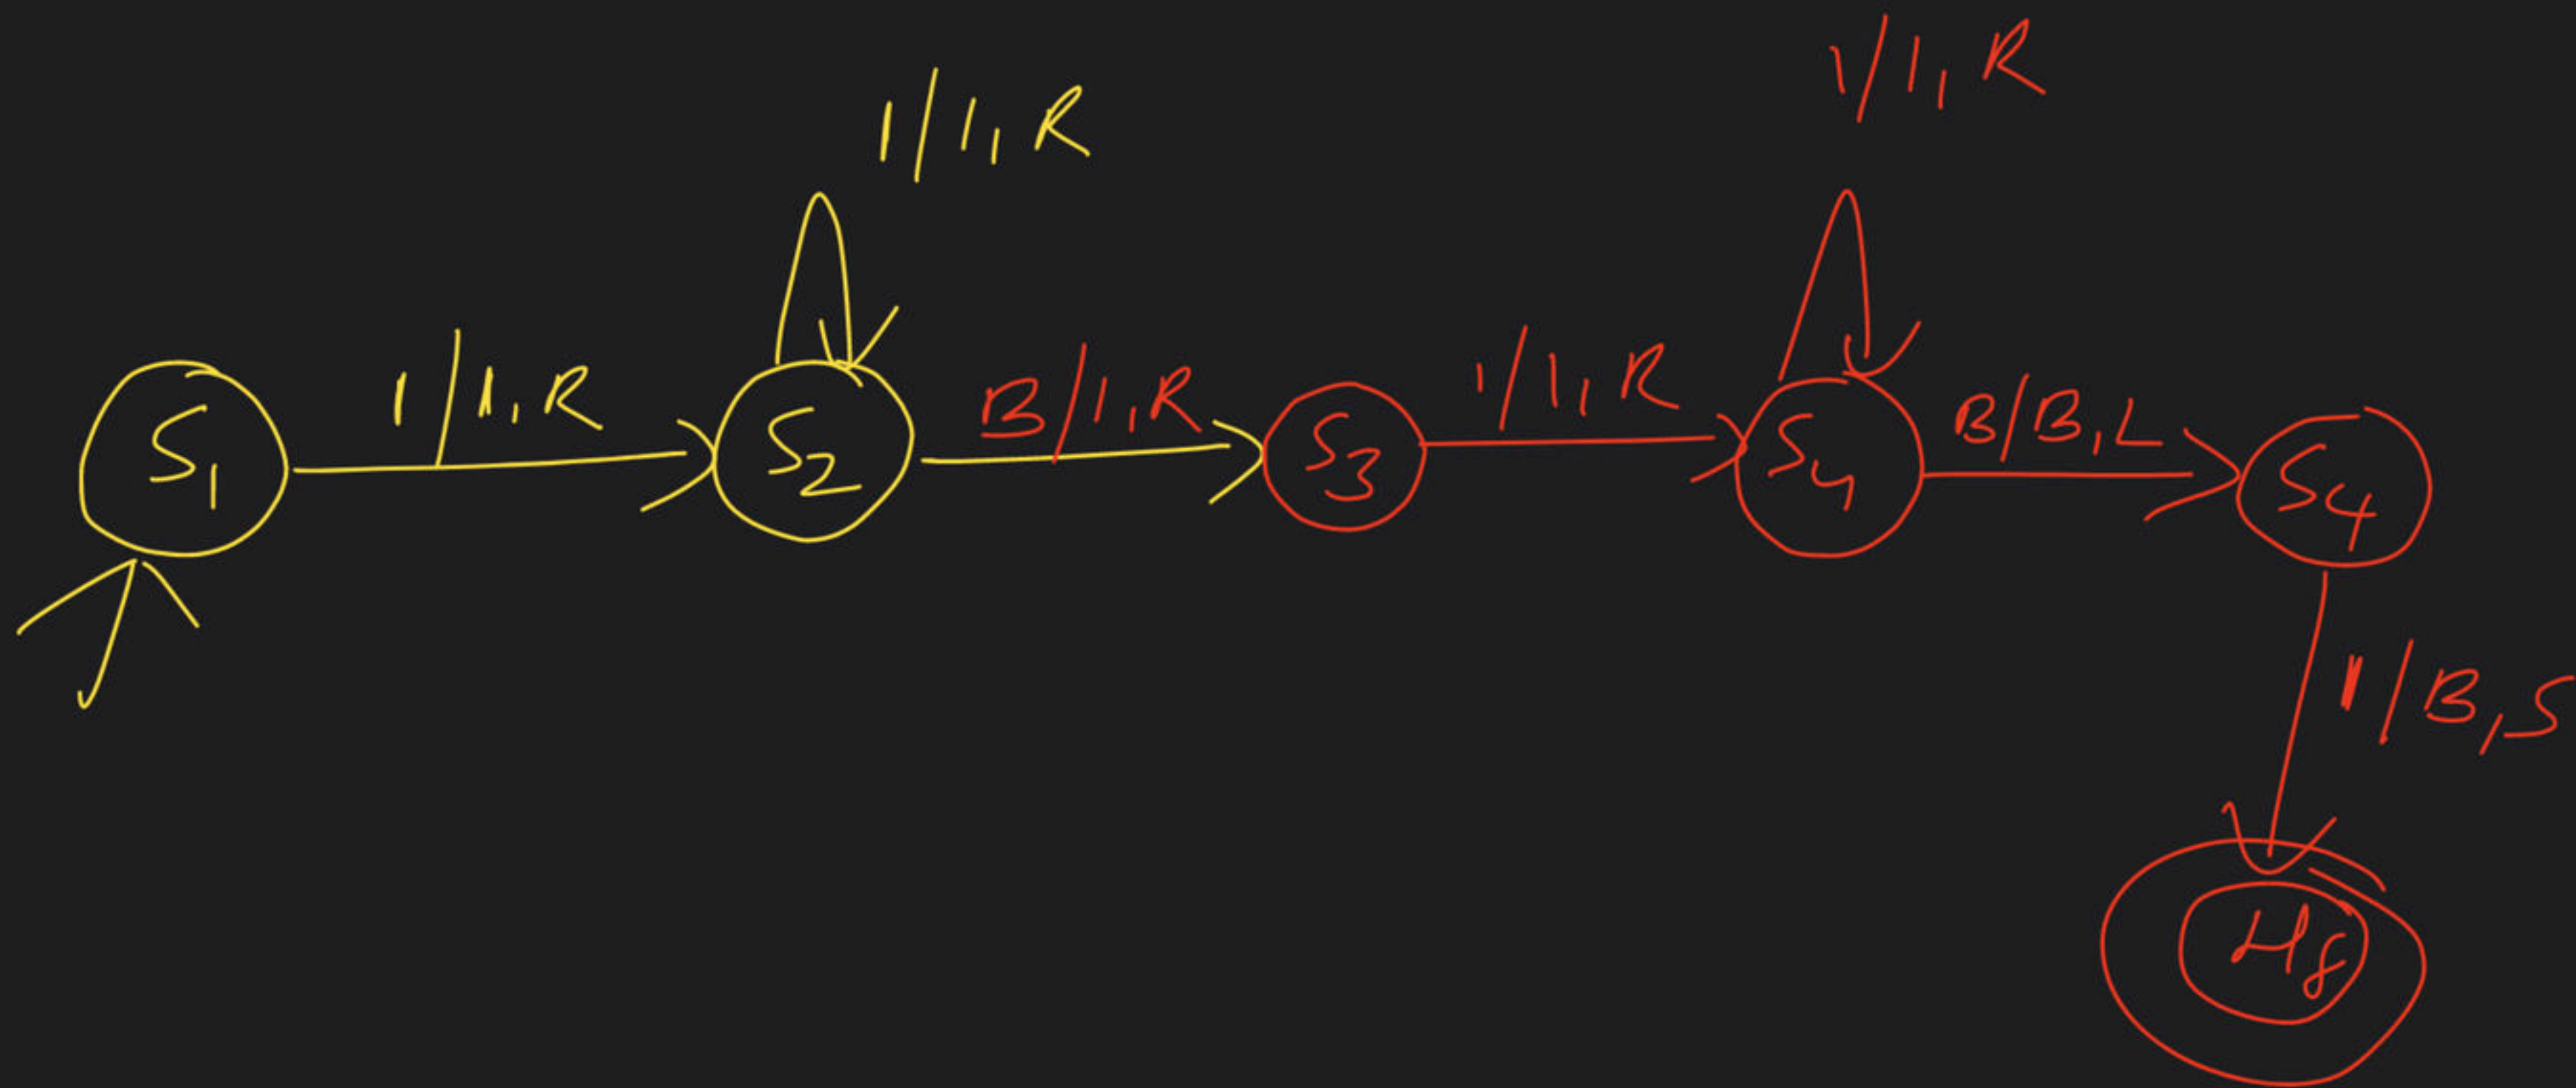 1/1, R
1/1, R
S1
1/1, R
S2
B/1, R
S3
1/1, R
S4
B/B, L
S4
1/B, S
Hf